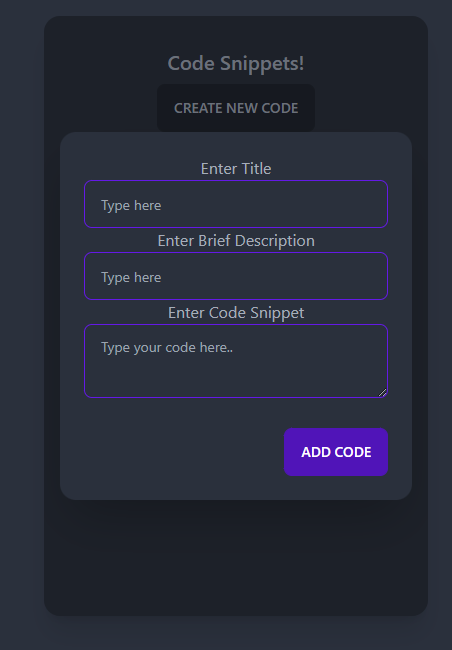 Code Snippets!
CREATE NEW CODE
Enter Title
Type here
Enter Brief Description
Type here
Enter Code Snippet
Type your code here..
ADD CODE